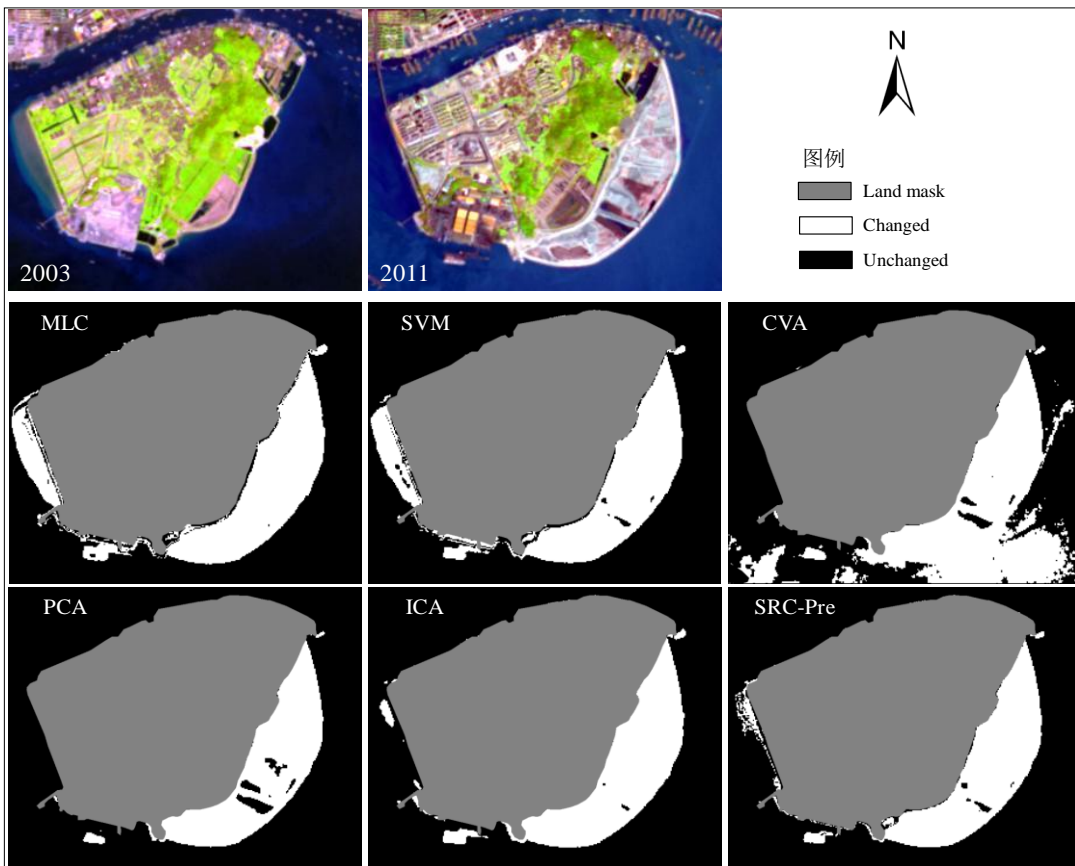 N
图例
Land mask
Changed
Unchanged
2003
2011
MLC
SVM
CVA
PCA
ICA
SRC-Pre